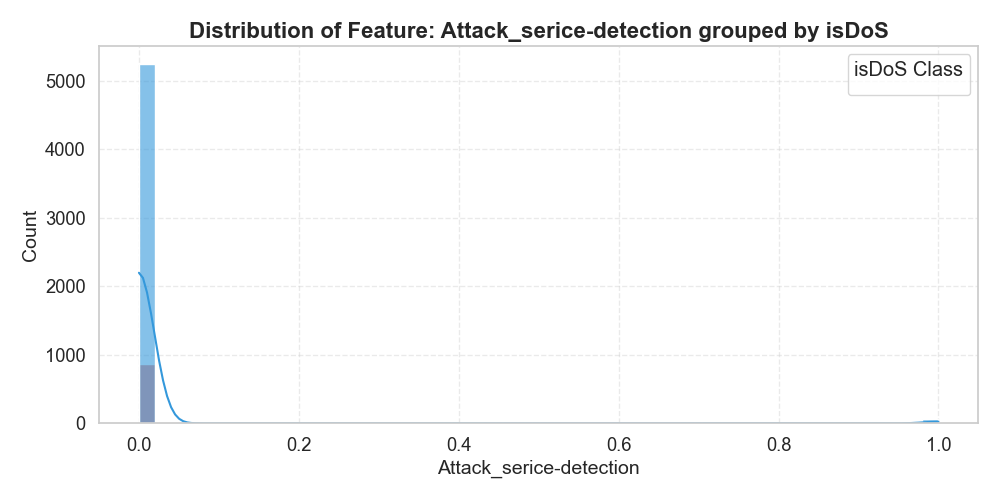 Distribution of Feature: Attack_serice-detection grouped by isDoS
isDoS Class
5000
4000
3000
2000
1000
0
Count
0.0 0.2 0.4 0.6 0.8 1.0
Attack_serice-detection